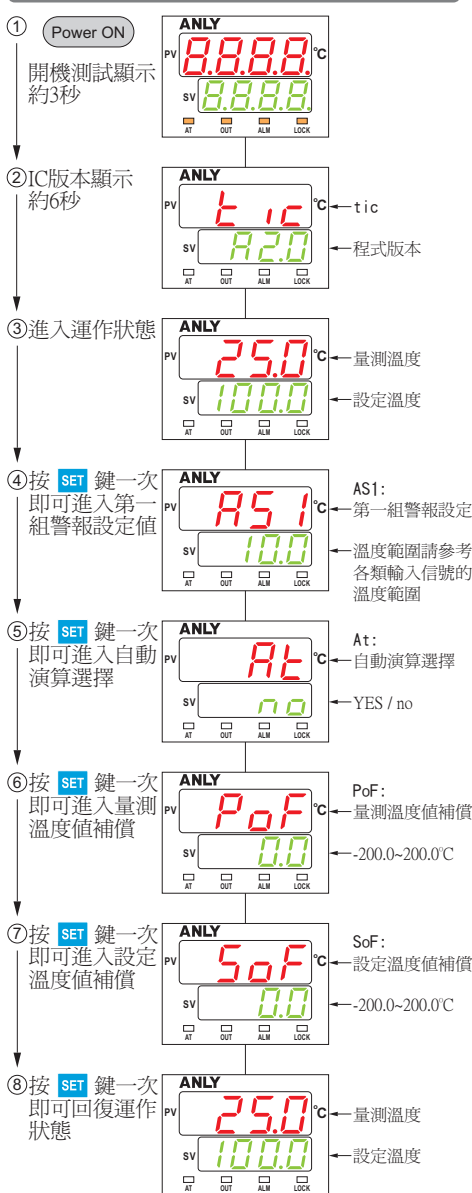 ① Power ON
開機測試顯示
約3秒
ANLY
PV 8.8.8.8. °C
SV 8.8.8.8.
AT OUT ALM LOCK
②IC版本顯示
約6秒
ANLY
PV tic °C tic
SV A2.0 程式版本
AT OUT ALM LOCK
③進入運作狀態
ANLY
PV 25.0 °C 量測溫度
SV 100.0 設定溫度
AT OUT ALM LOCK
④按 SET 鍵一次
即可進入第一
組警報設定值
ANLY
PV AS1 °C
AS1:
第一組警報設定
SV 10.0
溫度範圍請參考
各類輸入信號的
溫度範圍
AT OUT ALM LOCK
⑤按 SET 鍵一次
即可進入自動
演算選擇
ANLY
PV At °C
At:
自動演算選擇
SV no YES / no
AT OUT ALM LOCK
⑥按 SET 鍵一次
即可進入量測
溫度值補償
ANLY
PV PoF °C
PoF:
量測溫度值補償
SV 0.0 -200.0~200.0℃
AT OUT ALM LOCK
⑦按 SET 鍵一次
即可進入設定
溫度值補償
ANLY
PV SoF °C
SoF:
設定溫度值補償
SV 0.0 -200.0~200.0℃
AT OUT ALM LOCK
⑧按 SET 鍵一次
即可回復運作
狀態
ANLY
PV 25.0 °C 量測溫度
SV 100.0 設定溫度
AT OUT ALM LOCK